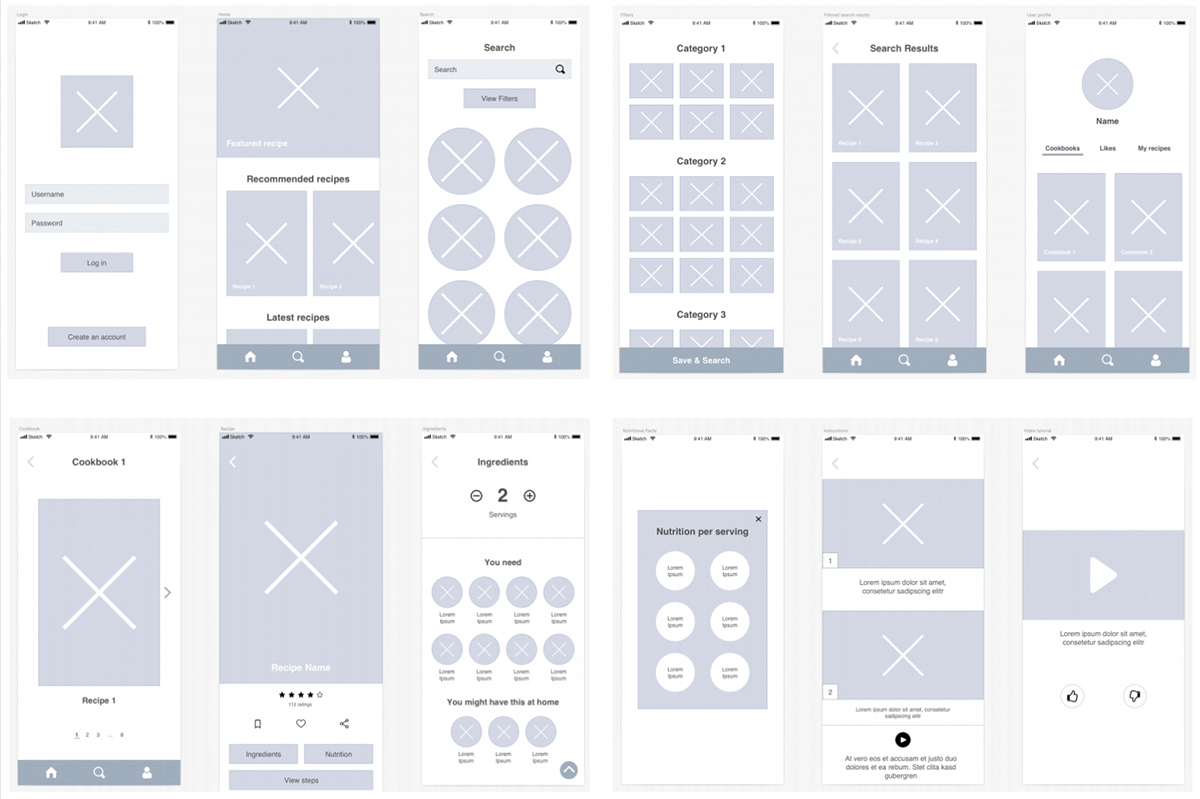 Login
Sketch 9:41 AM 100%
Username
Password
Log in
Create an account
Home
Sketch 9:41 AM 100%
Featured recipe
Recommended recipes
Recipe 1 Recipe 2
Latest recipes
Search
Sketch 9:41 AM 100%
Search
Search
View Filters
Filters
Sketch 9:41 AM 100%
Category 1
Category 2
Category 3
Save & Search
Filtered search results
Sketch 9:41 AM 100%
Search Results
Recipe 1 Recipe 2
Recipe 3 Recipe 4
Recipe 5 Recipe 6
User profile
Sketch 9:41 AM 100%
Name
Cookbooks Likes My recipes
Cookbook 1 Cookbook 2
Cookbook
Sketch 9:41 AM 100%
Cookbook 1
Recipe 1
1 2 3 ... 8
Recipe
Sketch 9:41 AM 100%
Recipe Name
112 ratings
Ingredients Nutrition
View steps
Ingredients
Sketch 9:41 AM 100%
Ingredients
2
Servings
You need
Lorem Lorem Lorem Lorem
Ipsum Ipsum Ipsum Ipsum
Lorem Lorem Lorem Lorem
Ipsum Ipsum Ipsum Ipsum
You might have this at home
Lorem Lorem Lorem
Ipsum Ipsum Ipsum
Nutritional Facts
Sketch 9:41 AM 100%
Nutrition per serving
Lorem Lorem
Ipsum Ipsum
Lorem Lorem
Ipsum Ipsum
Lorem Lorem
Ipsum Ipsum
Instructions
Sketch 9:41 AM 100%
1
Lorem ipsum dolor sit amet,
consetetur sadipscing elitr
2
Lorem ipsum dolor sit amet, consetetur
sadipscing elitr
At vero eos et accusam et justo duo
dolores et ea rebum. Stet clita kasd
gubergren
Video tutorial
Sketch 9:41 AM 100%
Lorem ipsum dolor sit amet,
consetetur sadipscing elitr